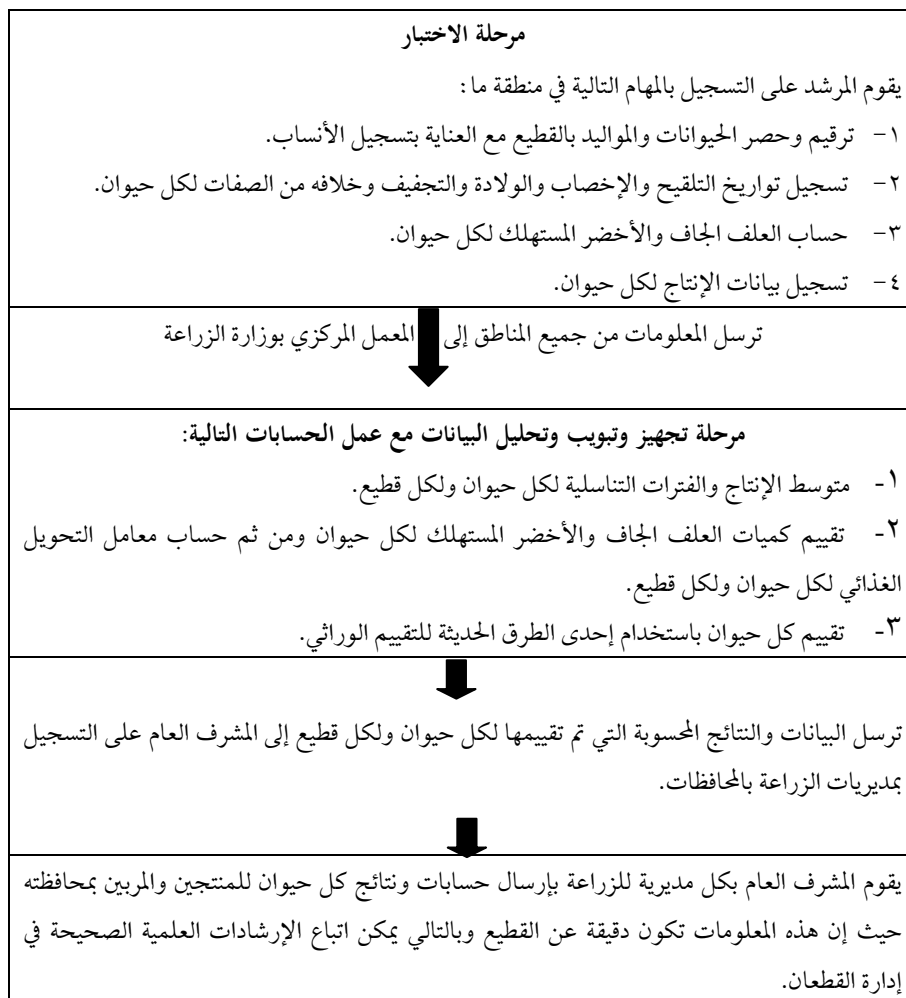 مرحلة الاختبار
يقوم المرشد على التسجيل بالمهام التالية في منطقة ما:
١- ترقيم وحصر الحيوانات والمواليد بالقطيع مع العناية بتسجيل الأنساب.
٢- تسجيل تواريخ التلقيح والإخصاب والولادة والتجفيف وخلافه من الصفات لكل حيوان.
٣- حساب العلف الجاف والأخضر المستهلك لكل حيوان.
٤- تسجيل بيانات الإنتاج لكل حيوان.
ترسل المعلومات من جميع المناطق إلى المعمل المركزي بوزارة الزراعة
مرحلة تجهيز وتبويب وتحليل البيانات مع عمل الحسابات التالية:
١- متوسط الإنتاج والفترات التناسلية لكل حيوان ولكل قطيع.
٢- تقييم كميات العلف الجاف والأخضر المستهلك لكل حيوان ومن ثم حساب معامل التحويل
الغذائي لكل حيوان ولكل قطيع.
٣- تقييم كل حيوان باستخدام إحدى الطرق الحديثة للتقييم الوراثي.
ترسل البيانات والنتائج المحسوبة التي تم تقييمها لكل حيوان ولكل قطيع إلى المشرف العام على التسجيل
بمديريات الزراعة بالمحافظات.
يقوم المشرف العام بكل مديرية للزراعة بإرسال حسابات ونتائج كل حيوان للمنتجين والمربين بمحافظته
حيث إن هذه المعلومات تكون دقيقة عن القطيع وبالتالي يمكن اتباع الإرشادات العلمية الصحيحة في
إدارة القطعان.